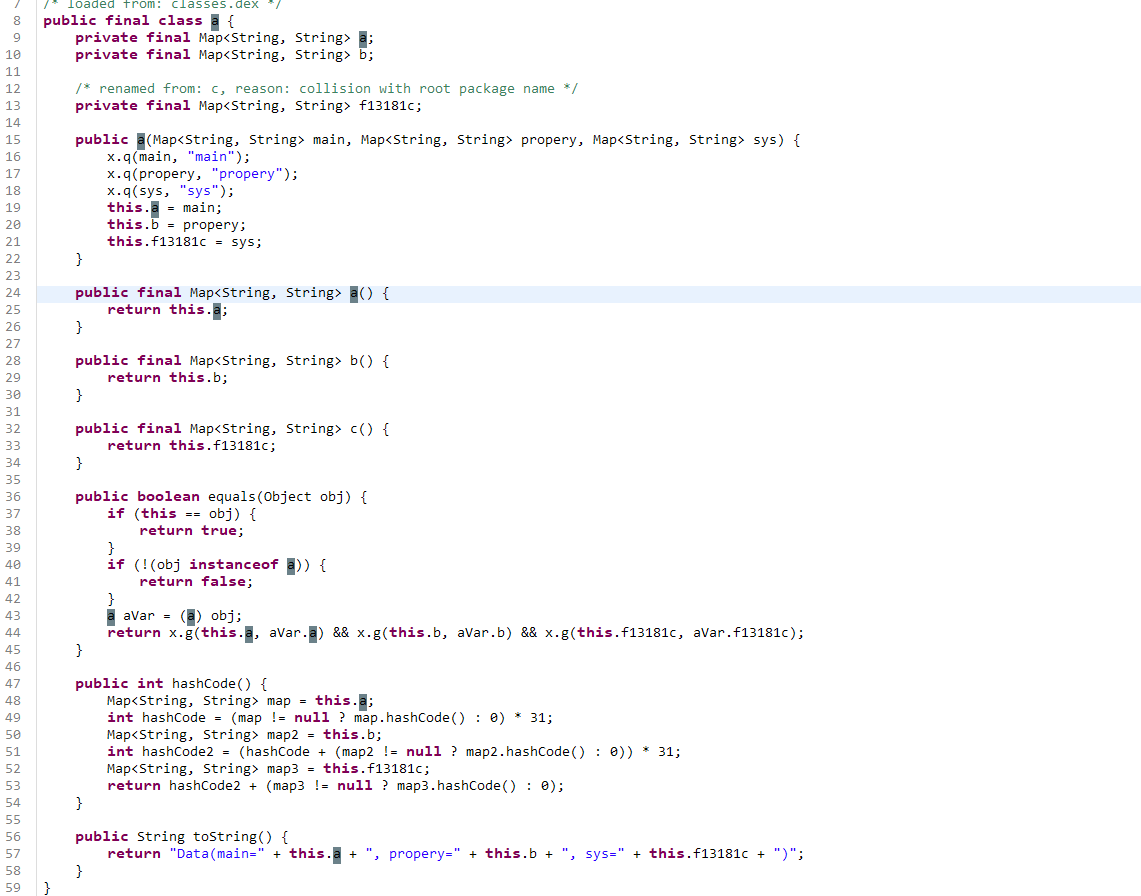 7 /* loaded from: classes.dex */
8 public final class a {
9 private final Map<String, String> a;
10 private final Map<String, String> b;
11
12 /* renamed from: c, reason: collision with root package name */
13 private final Map<String, String> f13181c;
14
15 public a(Map<String, String> main, Map<String, String> propery, Map<String, String> sys) {
16 x.q(main, "main");
17 x.q(propery, "propery");
18 x.q(sys, "sys");
19 this.a = main;
20 this.b = propery;
21 this.f13181c = sys;
22 }
23
24 public final Map<String, String> a() {
25 return this.a;
26 }
27
28 public final Map<String, String> b() {
29 return this.b;
30 }
31
32 public final Map<String, String> c() {
33 return this.f13181c;
34 }
35
36 public boolean equals(Object obj) {
37 if (this == obj) {
38 return true;
39 }
40 if (!(obj instanceof a)) {
41 return false;
42 }
43 a aVar = (a) obj;
44 return x.g(this.a, aVar.a) && x.g(this.b, aVar.b) && x.g(this.f13181c, aVar.f13181c);
45 }
46
47 public int hashCode() {
48 Map<String, String> map = this.a;
49 int hashCode = (map != null ? map.hashCode() : 0) * 31;
50 Map<String, String> map2 = this.b;
51 int hashCode2 = (hashCode + (map2 != null ? map2.hashCode() : 0)) * 31;
52 Map<String, String> map3 = this.f13181c;
53 return hashCode2 + (map3 != null ? map3.hashCode() : 0);
54 }
55
56 public String toString() {
57 return "Data(main=" + this.a + ", propery=" + this.b + ", sys=" + this.f13181c + ")";
58 }
59 }